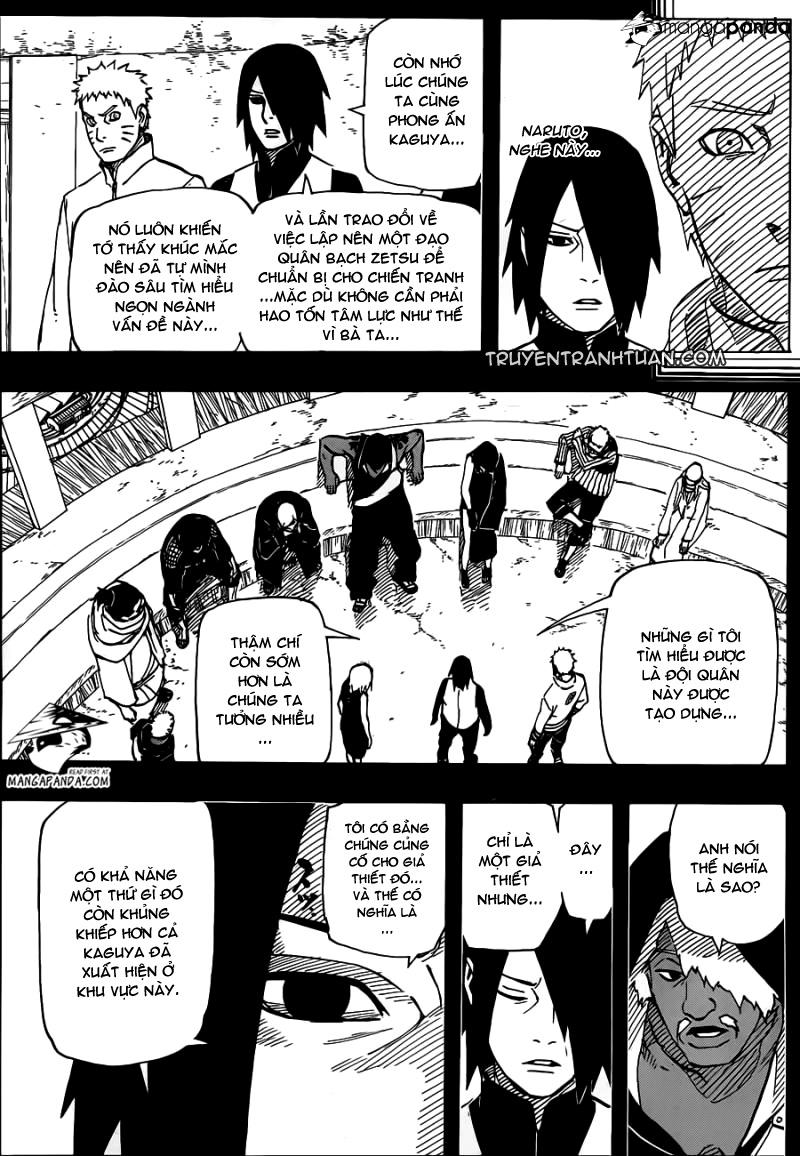 mangapanda
NARUTO,
NGHE NÀY...
CÒN NHỚ
LÚC CHÚNG
TA CÙNG
PHONG ẤN
KAGUYA...
VÀ LẦN TRAO ĐỔI VỀ
VIỆC LẬP NÊN MỘT ĐẠO
QUÂN BẠCH ZETSU ĐỂ
CHUẨN BỊ CHO CHIẾN TRANH
...MẶC DÙ KHÔNG CẦN PHẢI
HAO TỐN TÂM LỰC NHƯ THẾ
VÌ BÀ TA...
NÓ LUÔN KHIẾN
TỚ THẤY KHÚC MẮC
NÊN ĐÃ TỰ MÌNH
ĐÀO SÂU TÌM HIỂU
NGỌN NGÀNH
VẤN ĐỀ NÀY...
TRUYENTRANHTUAN.COM
NHỮNG GÌ TÔI
TÌM HIỂU ĐƯỢC
LÀ ĐỘI QUÂN
NÀY ĐƯỢC
TẠO DỰNG...
THẬM CHÍ
CÒN SỚM
HƠN LÀ
CHÚNG TA
TƯỞNG NHIỀU
...
READ FIRST AT
MANGAPANDA.COM
ANH NÓI
THẾ NGHĨA
LÀ SAO?
ĐÂY
...
CHỈ LÀ
MỘT GIẢ
THIẾT
NHƯNG...
TÔI CÓ BẰNG
CHỨNG CỦNG
CỐ CHO GIẢ
THIẾT ĐÓ...
VÀ THẾ CÓ
NGHĨA LÀ
...
CÓ KHẢ NĂNG
MỘT THỨ GÌ ĐÓ
CÒN KHỦNG
KHIẾP HƠN CẢ
KAGUYA ĐÃ
XUẤT HIỆN Ở
KHU VỰC NÀY.